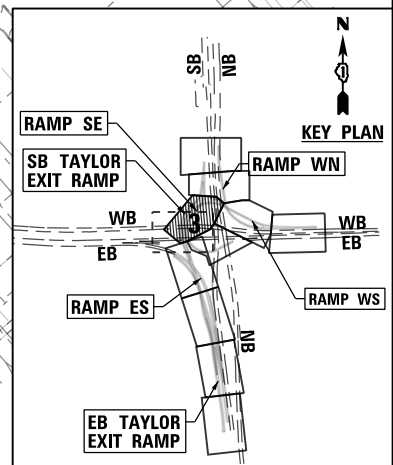 N
KEY PLAN
SB
NB
RAMP SE
SB TAYLOR
EXIT RAMP
RAMP WN
3
WB
EB
WB
EB
RAMP ES
RAMP WS
NB
EB TAYLOR
EXIT RAMP